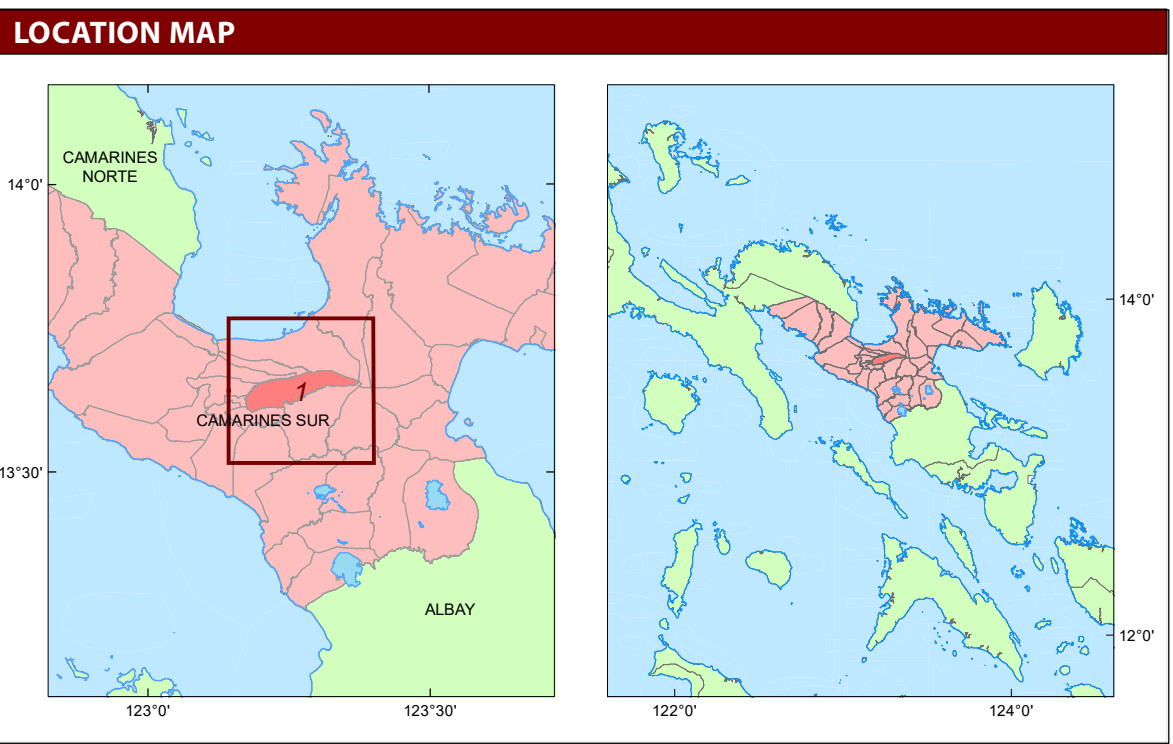 LOCATION MAP
CAMARINES
NORTE
14°0'
1
CAMARINES SUR
13°30'
ALBAY
123°0'
123°30'
14°0'
12°0'
122°0'
124°0'